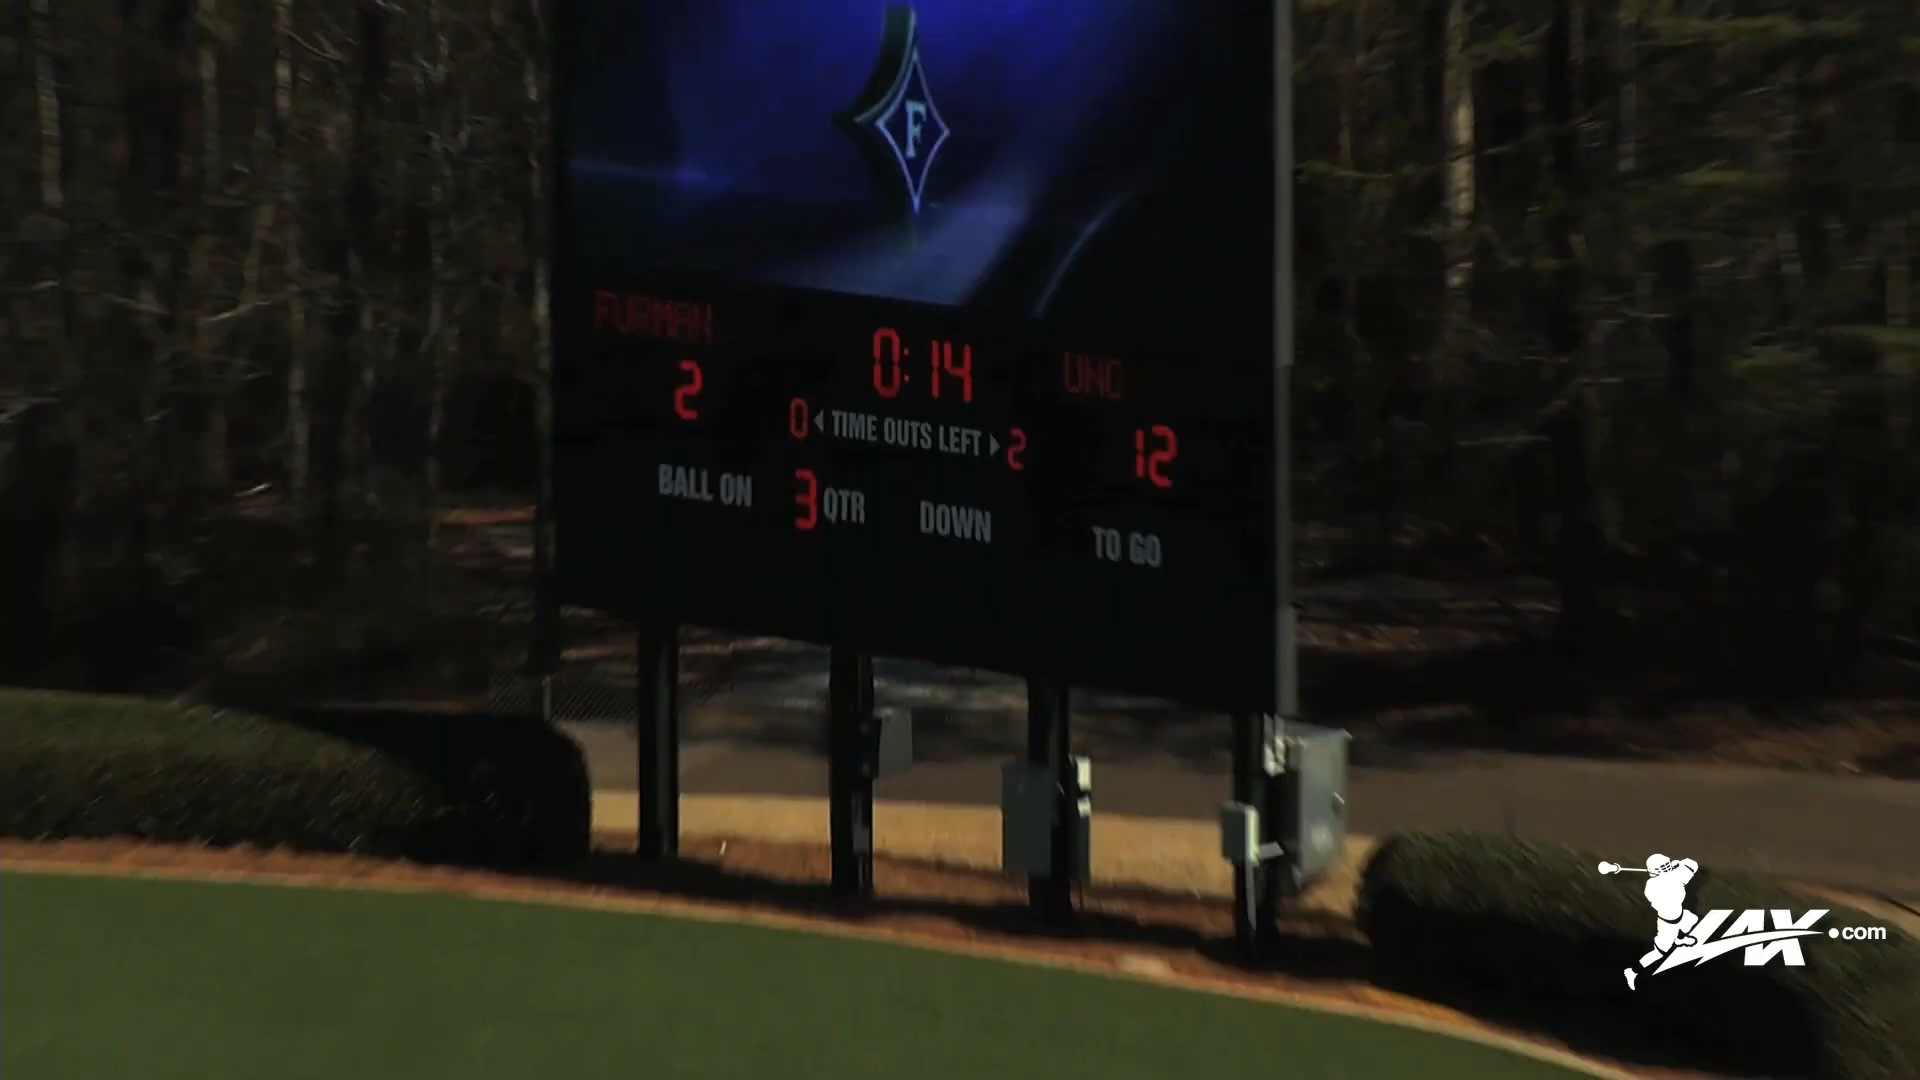 F
FURMAN
0:14
UNC
2
0 ◀ TIME OUTS LEFT ▶ 2
12
BALL ON
3 QTR
DOWN
TO GO
LAX.com